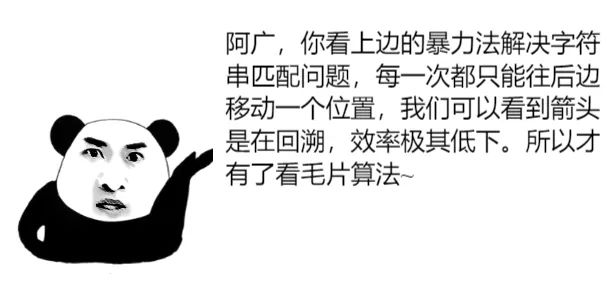 阿广，你看上边的暴力法解决字符
串匹配问题，每一次都只能往后边
移动一个位置，我们可以看到箭头
是在回溯，效率极其低下。所以才
有了看毛片算法~